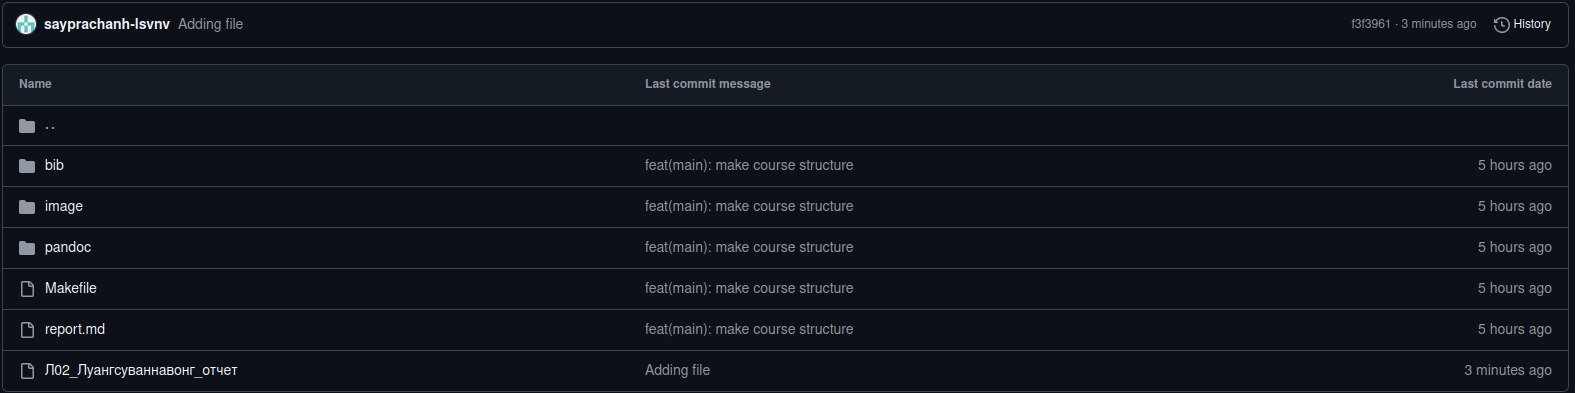 sayprachanh-lsvnv Adding file f3f3961 · 3 minutes ago History
Name Last commit message Last commit date
..
bib feat(main): make course structure 5 hours ago
image feat(main): make course structure 5 hours ago
pandoc feat(main): make course structure 5 hours ago
Makefile feat(main): make course structure 5 hours ago
report.md feat(main): make course structure 5 hours ago
Л02_Луангсуваннавонг_отчет Adding file 3 minutes ago